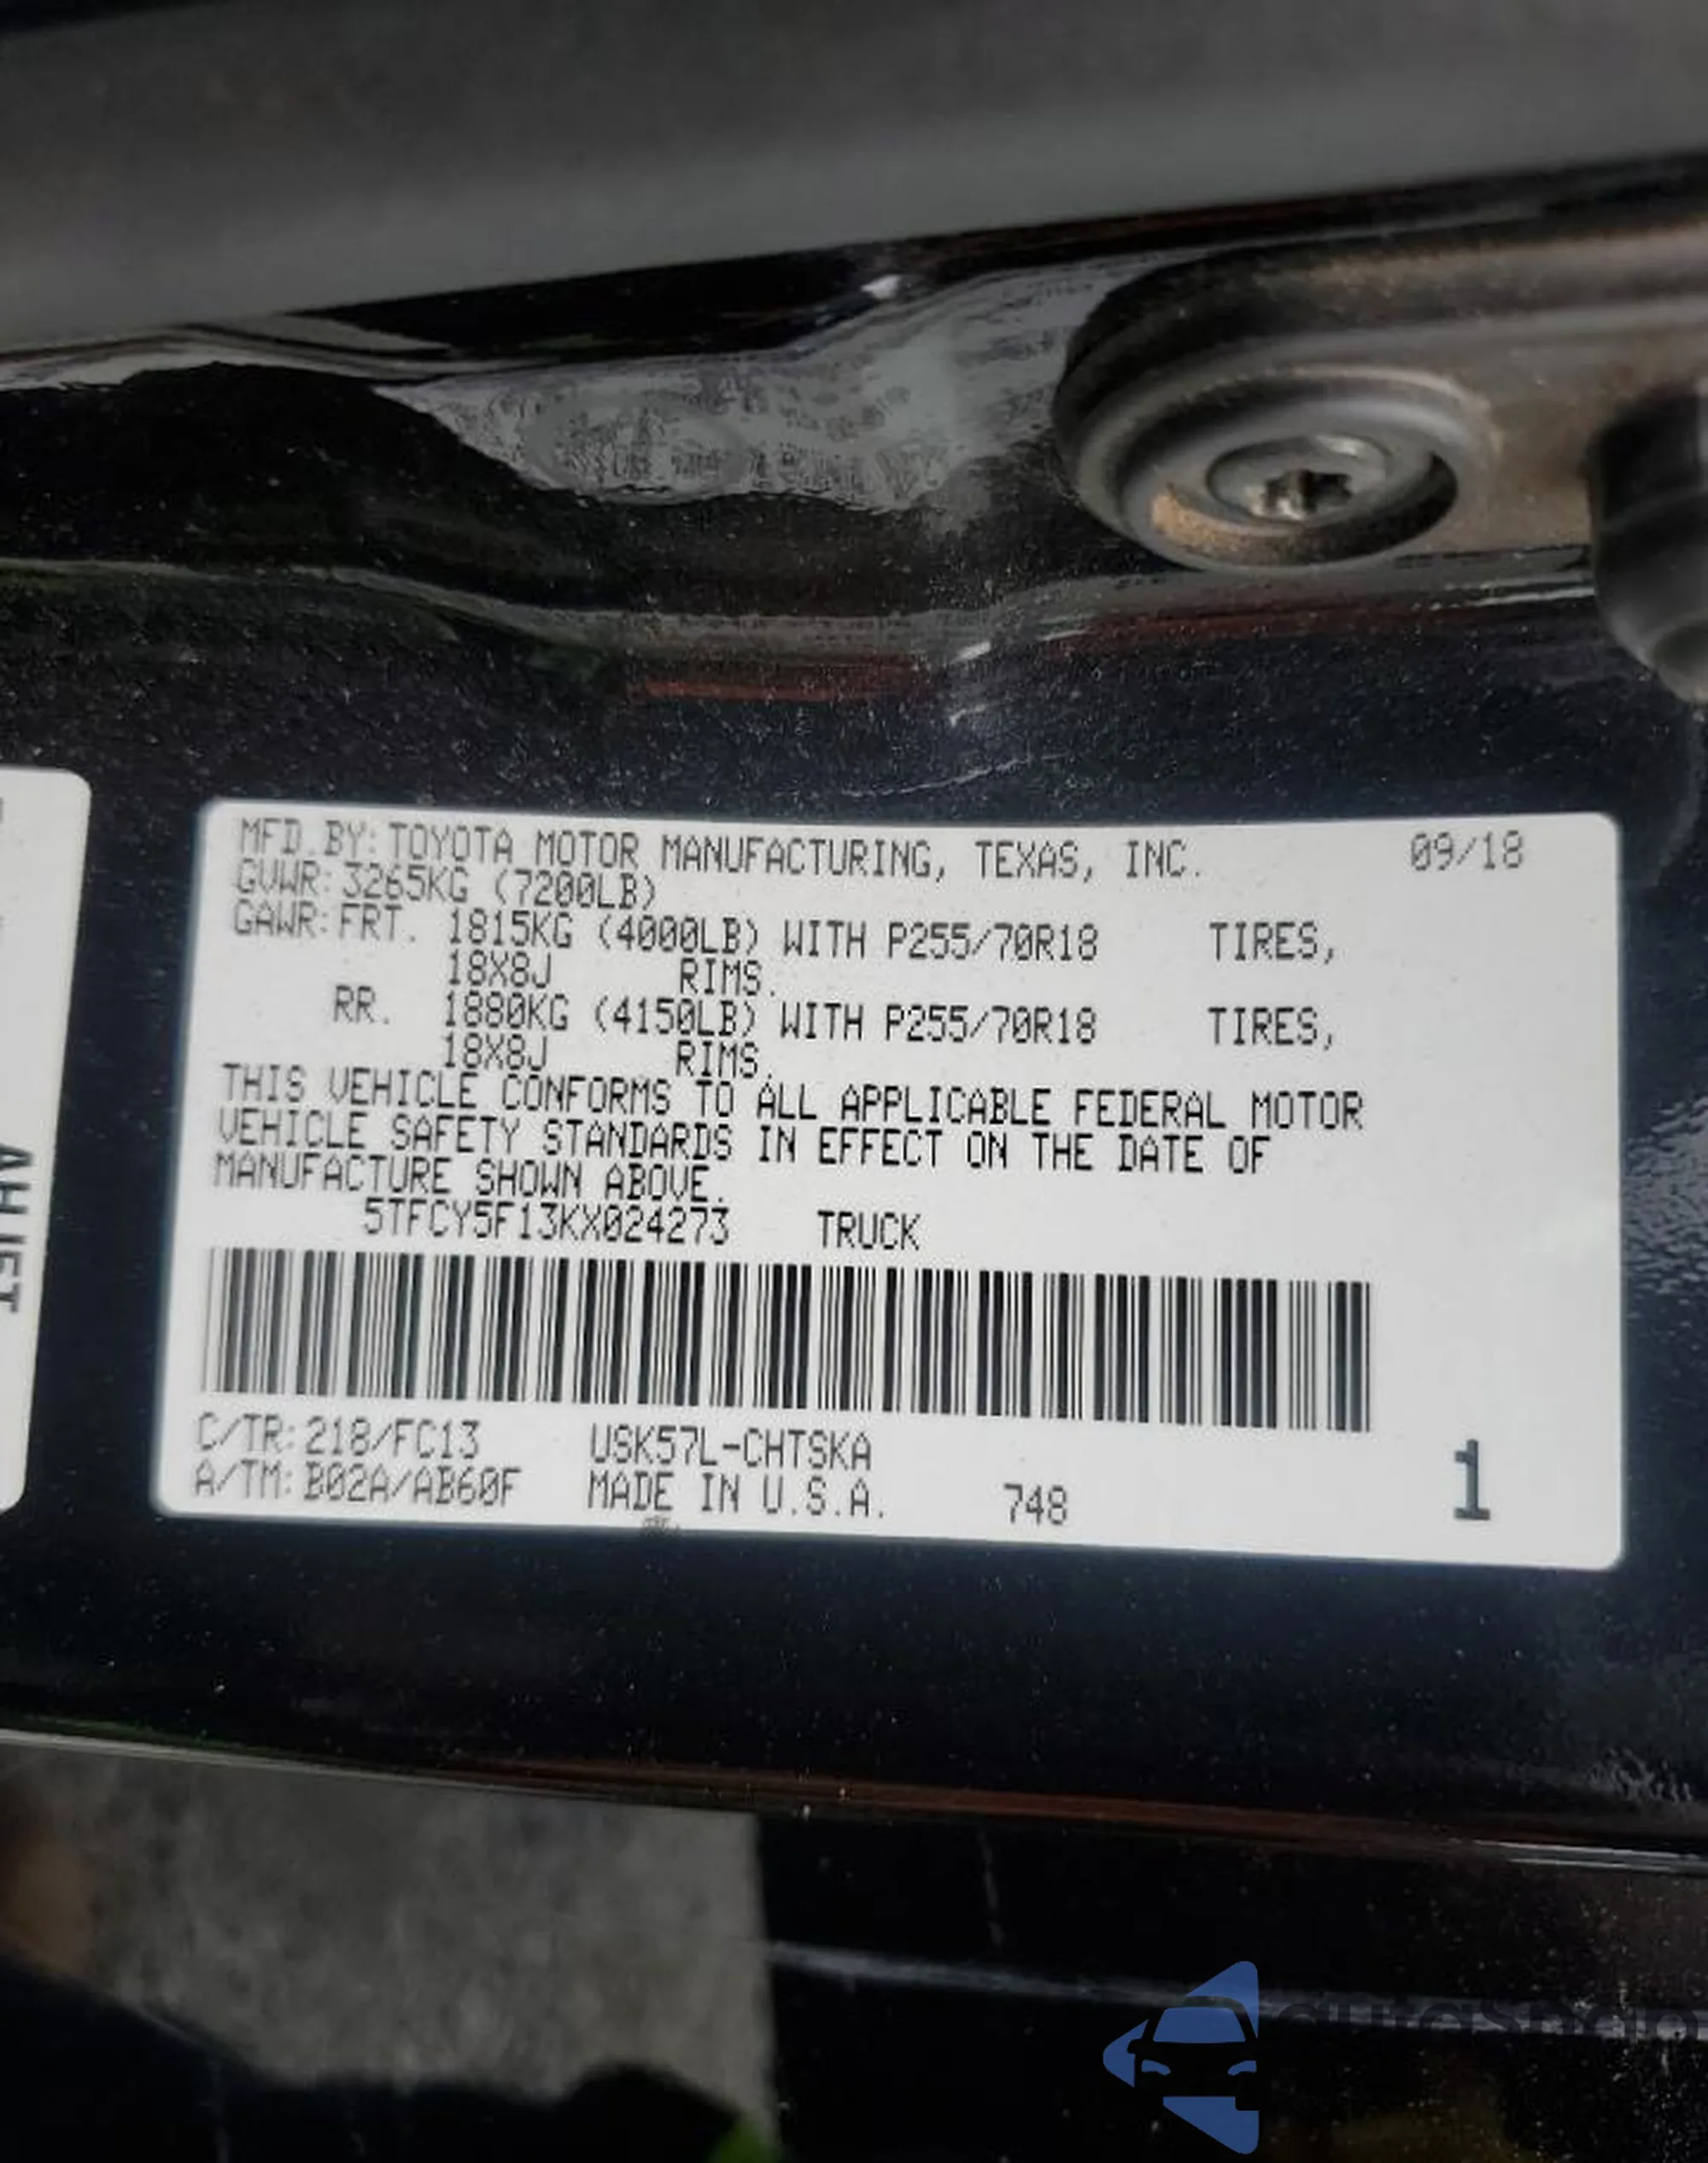 MFD.BY: TOYOTA MOTOR MANUFACTURING, TEXAS, INC. 09/18
GVWR: 3265KG (7200LB)
GAWR: FRT. 1815KG (4000LB) WITH P255/70R18 TIRES,
18X8J RIMS.
RR. 1880KG (4150LB) WITH P255/70R18 TIRES,
18X8J RIMS.
THIS VEHICLE CONFORMS TO ALL APPLICABLE FEDERAL MOTOR
VEHICLE SAFETY STANDARDS IN EFFECT ON THE DATE OF
MANUFACTURE SHOWN ABOVE.
5TFCY5F13KX024273 TRUCK
C/TR: 218/FC13 USK57L-CHTSKA
A/TM: B02A/AB60F MADE IN U.S.A. 748 1